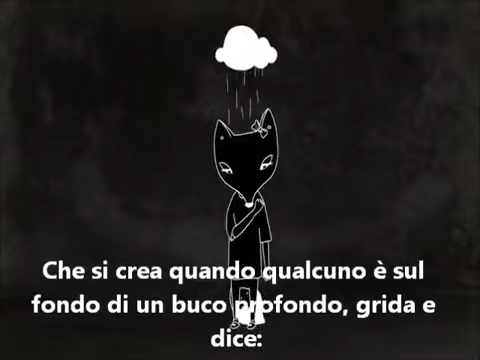 Che si crea quando qualcuno è sul
fondo di un buco profondo, grida e
dice: